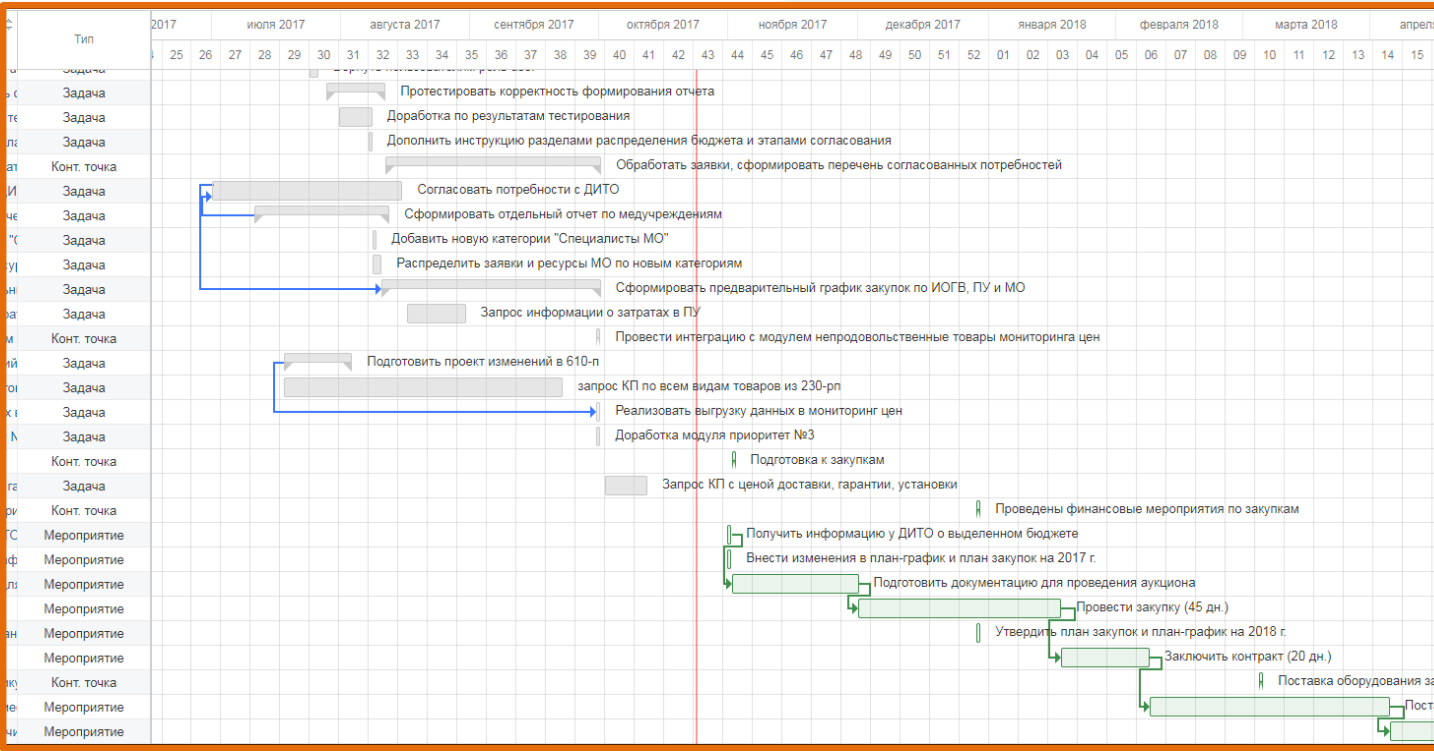 Тип
2017 июля 2017 августа 2017 сентября 2017 октября 2017 ноября 2017 декабря 2017 января 2018 февраля 2018 марта 2018 апрел
25 26 27 28 29 30 31 32 33 34 35 36 37 38 39 40 41 42 43 44 45 46 47 48 49 50 51 52 01 02 03 04 05 06 07 08 09 10 11 12 13 14 15
Задача
Задача Протестировать корректность формирования отчета
Задача Доработка по результатам тестирования
Задача Дополнить инструкцию разделами распределения бюджета и этапами согласования
Конт. точка Обработать заявки, сформировать перечень согласованных потребностей
Задача Согласовать потребности с ДИТО
Задача Сформировать отдельный отчет по медучреждениям
Задача Добавить новую категории "Специалисты МО"
Задача Распределить заявки и ресурсы МО по новым категориям
Задача Сформировать предварительный график закупок по ИОГВ, ПУ и МО
Задача Запрос информации о затратах в ПУ
Конт. точка Провести интеграцию с модулем непродовольственные товары мониторинга цен
Задача Подготовить проект изменений в 610-п
Задача запрос КП по всем видам товаров из 230-рп
Задача Реализовать выгрузку данных в мониторинг цен
Задача Доработка модуля приоритет №3
Конт. точка Подготовка к закупкам
Задача Запрос КП с ценой доставки, гарантии, установки
Конт. точка Проведены финансовые мероприятия по закупкам
Мероприятие Получить информацию у ДИТО о выделенном бюджете
Мероприятие Внести изменения в план-график и план закупок на 2017 г.
Мероприятие Подготовить документацию для проведения аукциона
Мероприятие Провести закупку (45 дн.)
Мероприятие Утвердить план закупок и план-график на 2018 г.
Мероприятие Заключить контракт (20 дн.)
Конт. точка Поставка оборудования за
Мероприятие Пост
Мероприятие